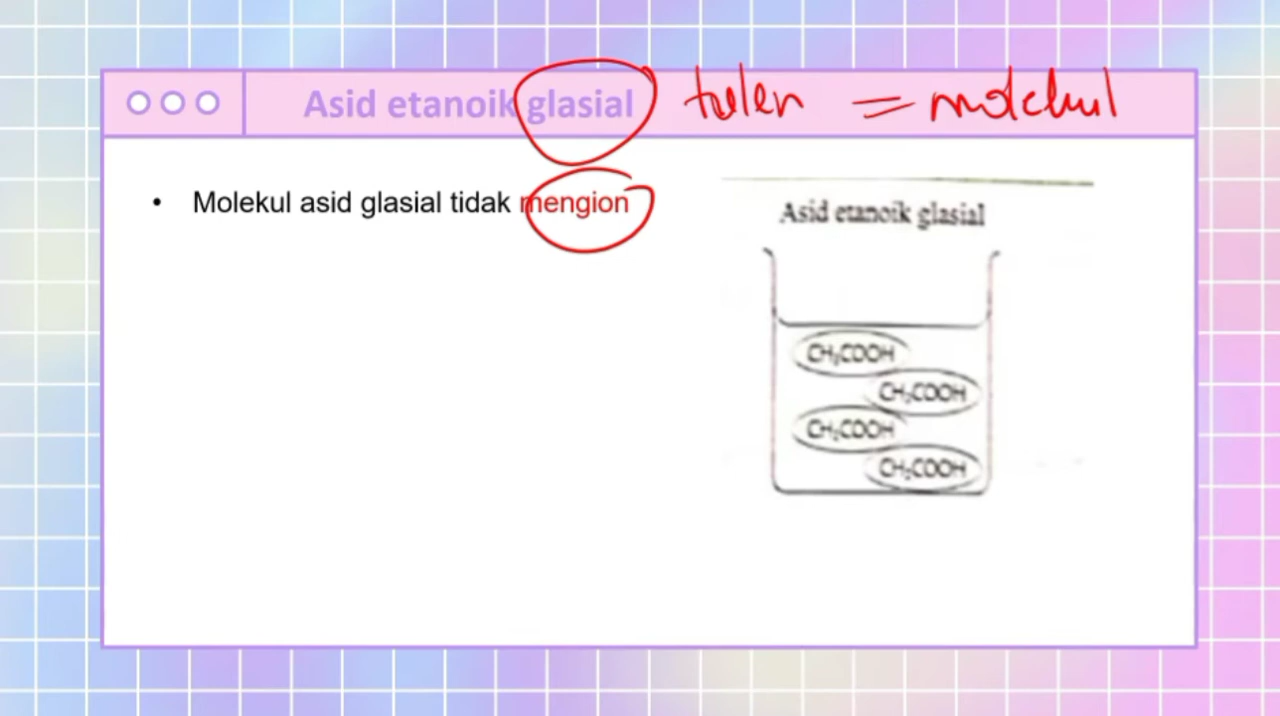 Asid etanoik glasial tulen = molekul
• Molekul asid glasial tidak mengion
Asid etanoik glasial
CH₃COOH
CH₃COOH
CH₃COOH
CH₃COOH